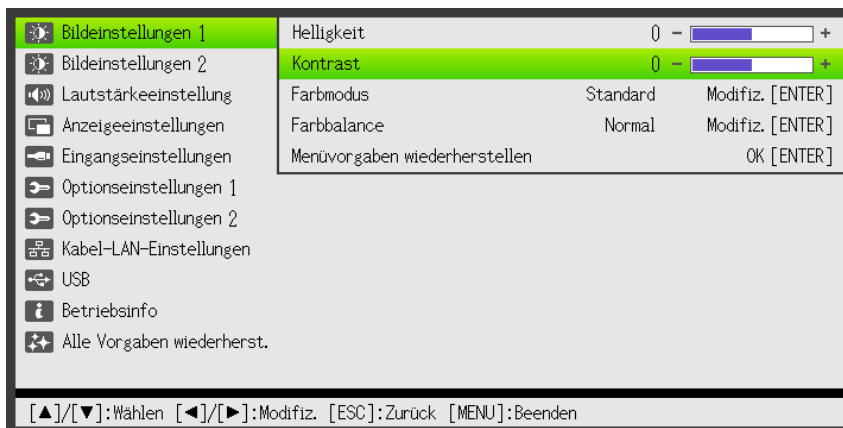 Bildeinstellungen 1
Bildeinstellungen 2
Lautstärkeeinstellung
Anzeigeeinstellungen
Eingangseinstellungen
Optionseinstellungen 1
Optionseinstellungen 2
Kabel-LAN-Einstellungen
USB
Betriebsinfo
Alle Vorgaben wiederherst.
Helligkeit 0 - +
Kontrast 0 - +
Farbmodus Standard Modifiz. [ENTER]
Farbbalance Normal Modifiz. [ENTER]
Menüvorgaben wiederherstellen OK [ENTER]
[▲]/[▼]:Wählen [◄]/[►]:Modifiz. [ESC]:Zurück [MENU]:Beenden